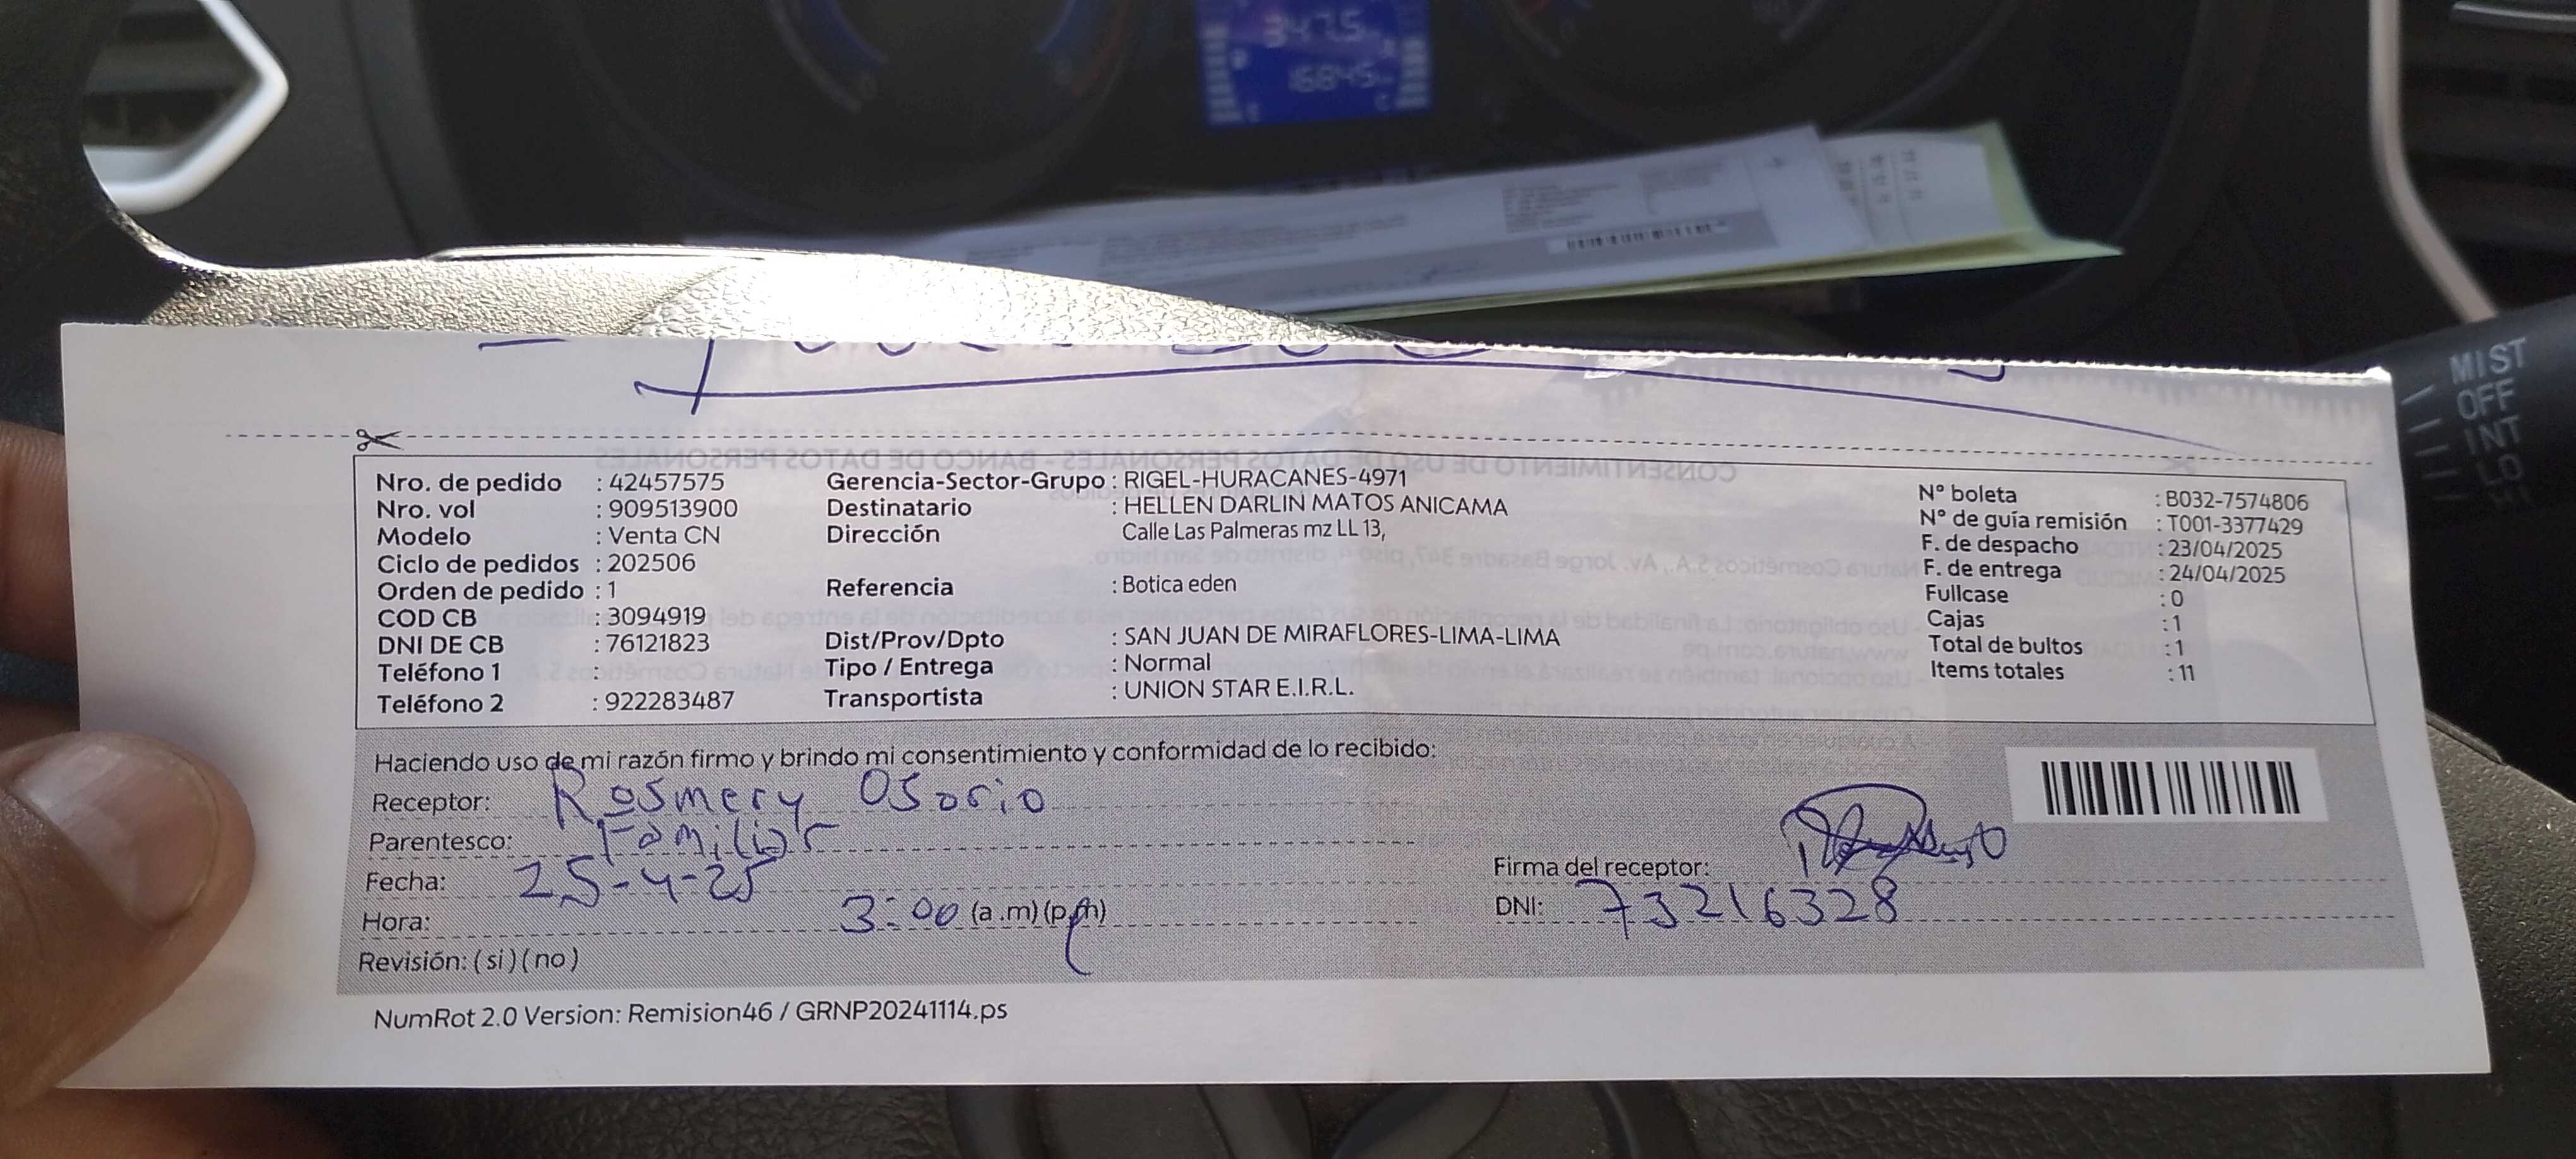 347.5
16845
MIST
OFF
INT
LO
Nro. de pedido : 42457575
Nro. vol : 909513900
Modelo : Venta CN
Ciclo de pedidos : 202506
Orden de pedido : 1
COD CB : 3094919
DNI DE CB : 76121823
Teléfono 1 :
Teléfono 2 : 922283487
Gerencia-Sector-Grupo : RIGEL-HURACANES-4971
Destinatario : HELLEN DARLIN MATOS ANICAMA
Dirección Calle Las Palmeras mz LL 13,
Referencia : Botica eden
Dist/Prov/Dpto : SAN JUAN DE MIRAFLORES-LIMA-LIMA
Tipo / Entrega : Normal
Transportista : UNION STAR E.I.R.L.
N° boleta : B032-7574806
N° de guía remisión : T001-3377429
F. de despacho : 23/04/2025
F. de entrega : 24/04/2025
Fullcase : 0
Cajas : 1
Total de bultos : 1
Items totales : 11
Haciendo uso de mi razón firmo y brindo mi consentimiento y conformidad de lo recibido:
Receptor: Rosmery Osorio
Parentesco: Familiar
Fecha: 25-4-25
Hora: 3:00 (a.m) (p.m)
Revisión: (si) (no)
Firma del receptor:
DNI: 73216328
NumRot 2.0 Version: Remision46 / GRNP20241114.ps